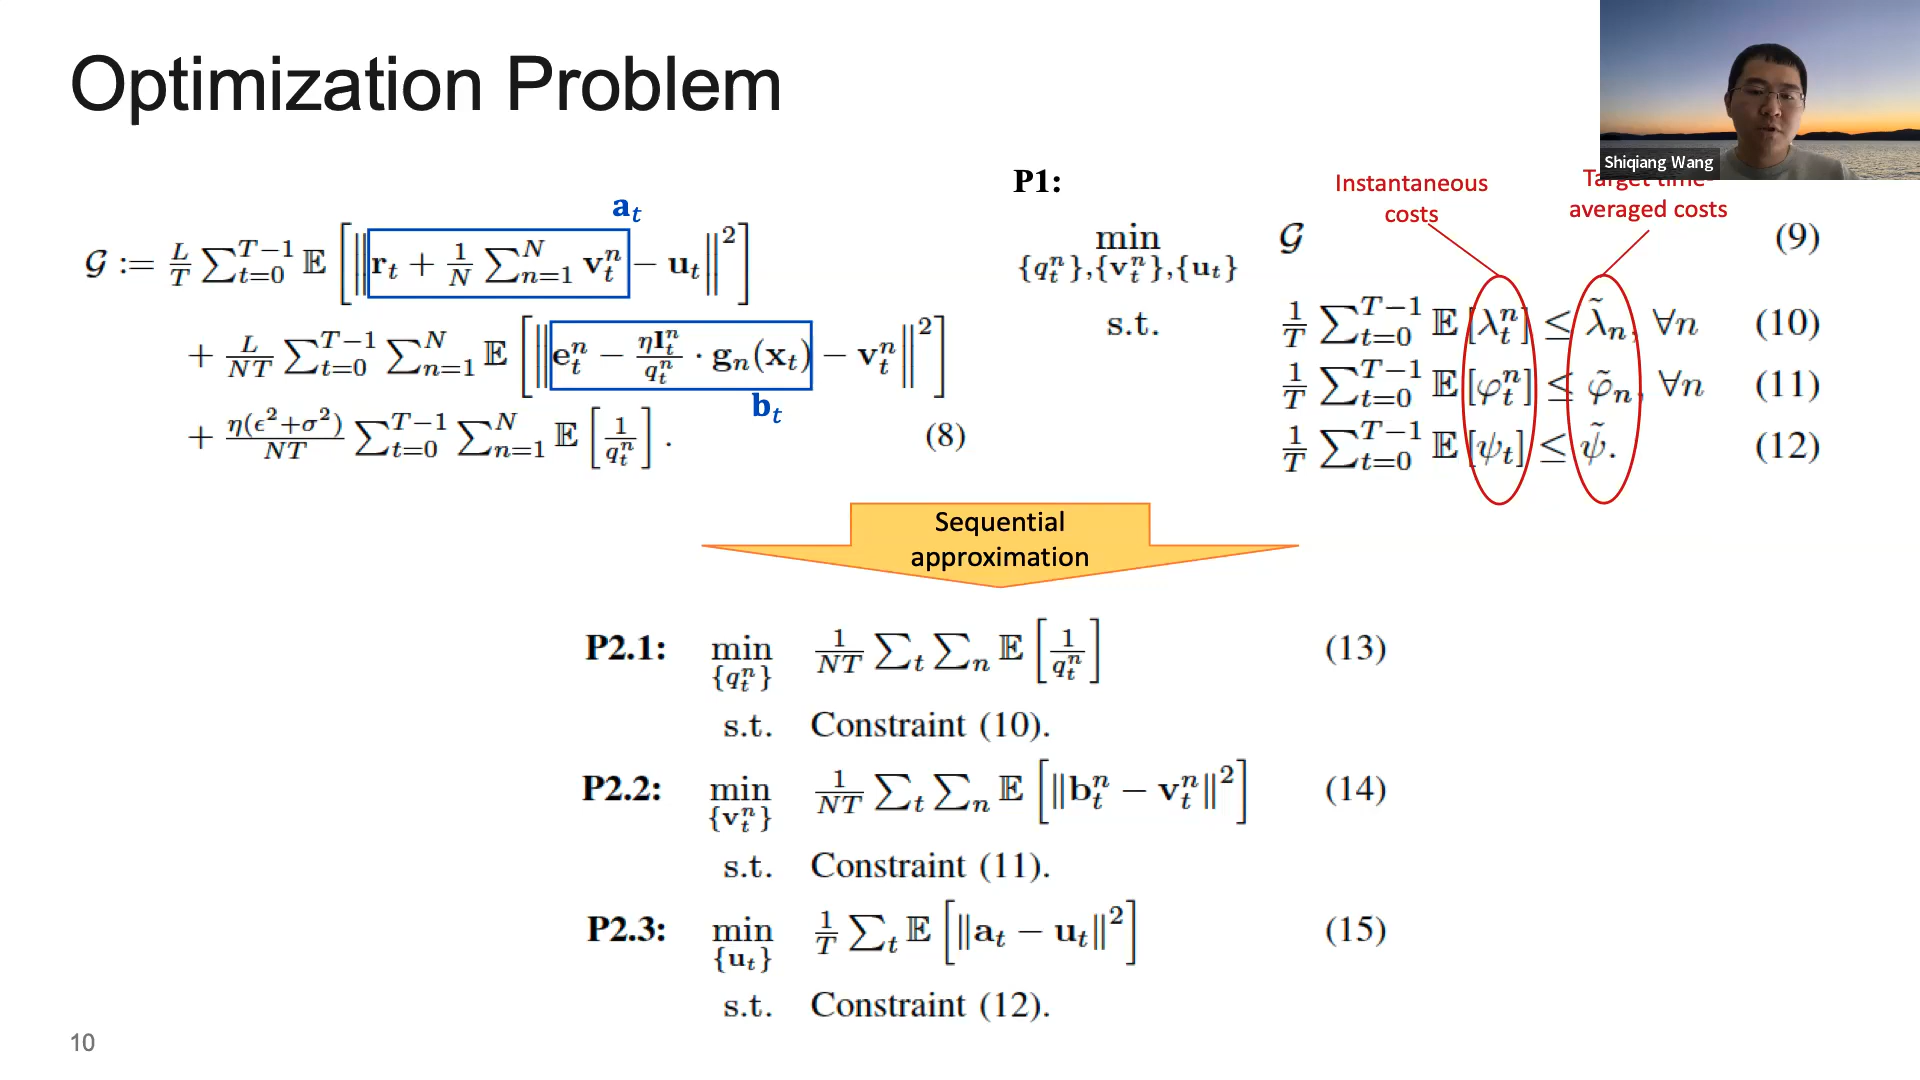 Optimization Problem
Shiqiang Wang
𝒢 := L/T ∑_{t=0}^{T−1} 𝔼 [‖r_t + 1/N ∑_{n=1}^{N} v_t^n − u_t‖²]
a_t
+ L/NT ∑_{t=0}^{T−1} ∑_{n=1}^{N} 𝔼 [‖e_t^n − ηI_t^n/q_t^n · g_n(x_t) − v_t^n‖²]
b_t
+ η(ϵ²+σ²)/NT ∑_{t=0}^{T−1} ∑_{n=1}^{N} 𝔼 [1/q_t^n] . (8)
P1:
Instantaneous
costs
Target time-
averaged costs
min_{{q_t^n},{v_t^n},{u_t}} 𝒢 (9)
s.t. 1/T ∑_{t=0}^{T−1} 𝔼 [λ_t^n] ≤ λ̃_n, ∀n (10)
1/T ∑_{t=0}^{T−1} 𝔼 [φ_t^n] ≤ φ̃_n, ∀n (11)
1/T ∑_{t=0}^{T−1} 𝔼 [ψ_t] ≤ ψ̃. (12)
Sequential
approximation
P2.1: min_{{q_t^n}} 1/NT ∑_t ∑_n 𝔼 [1/q_t^n] (13)
s.t. Constraint (10).
P2.2: min_{{v_t^n}} 1/NT ∑_t ∑_n 𝔼 [‖b_t^n − v_t^n‖²] (14)
s.t. Constraint (11).
P2.3: min_{{u_t}} 1/T ∑_t 𝔼 [‖a_t − u_t‖²] (15)
s.t. Constraint (12).
10